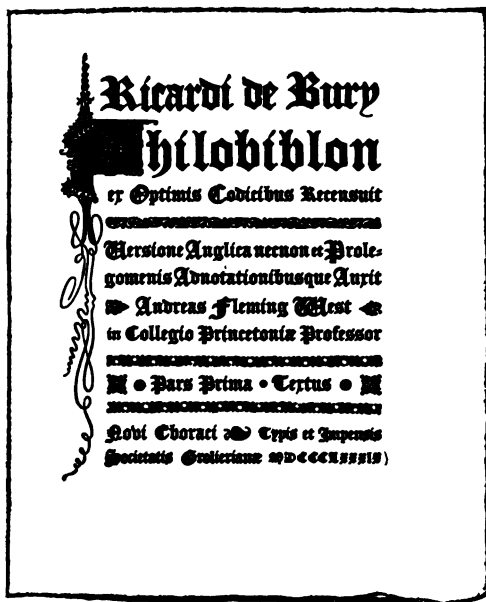 Ricardi de Bury
Philobiblon
ex Optimis Codicibus Recensuit
Versione Anglica necnon et Prole-
gomenis Adnotationibusque Auxit
Andreas Fleming West
in Collegio Princetoniæ Professor
Pars Prima • Textus
Novi Eboraci Typis et Impensis
Societatis Grolierianæ MDCCCLXXXIX